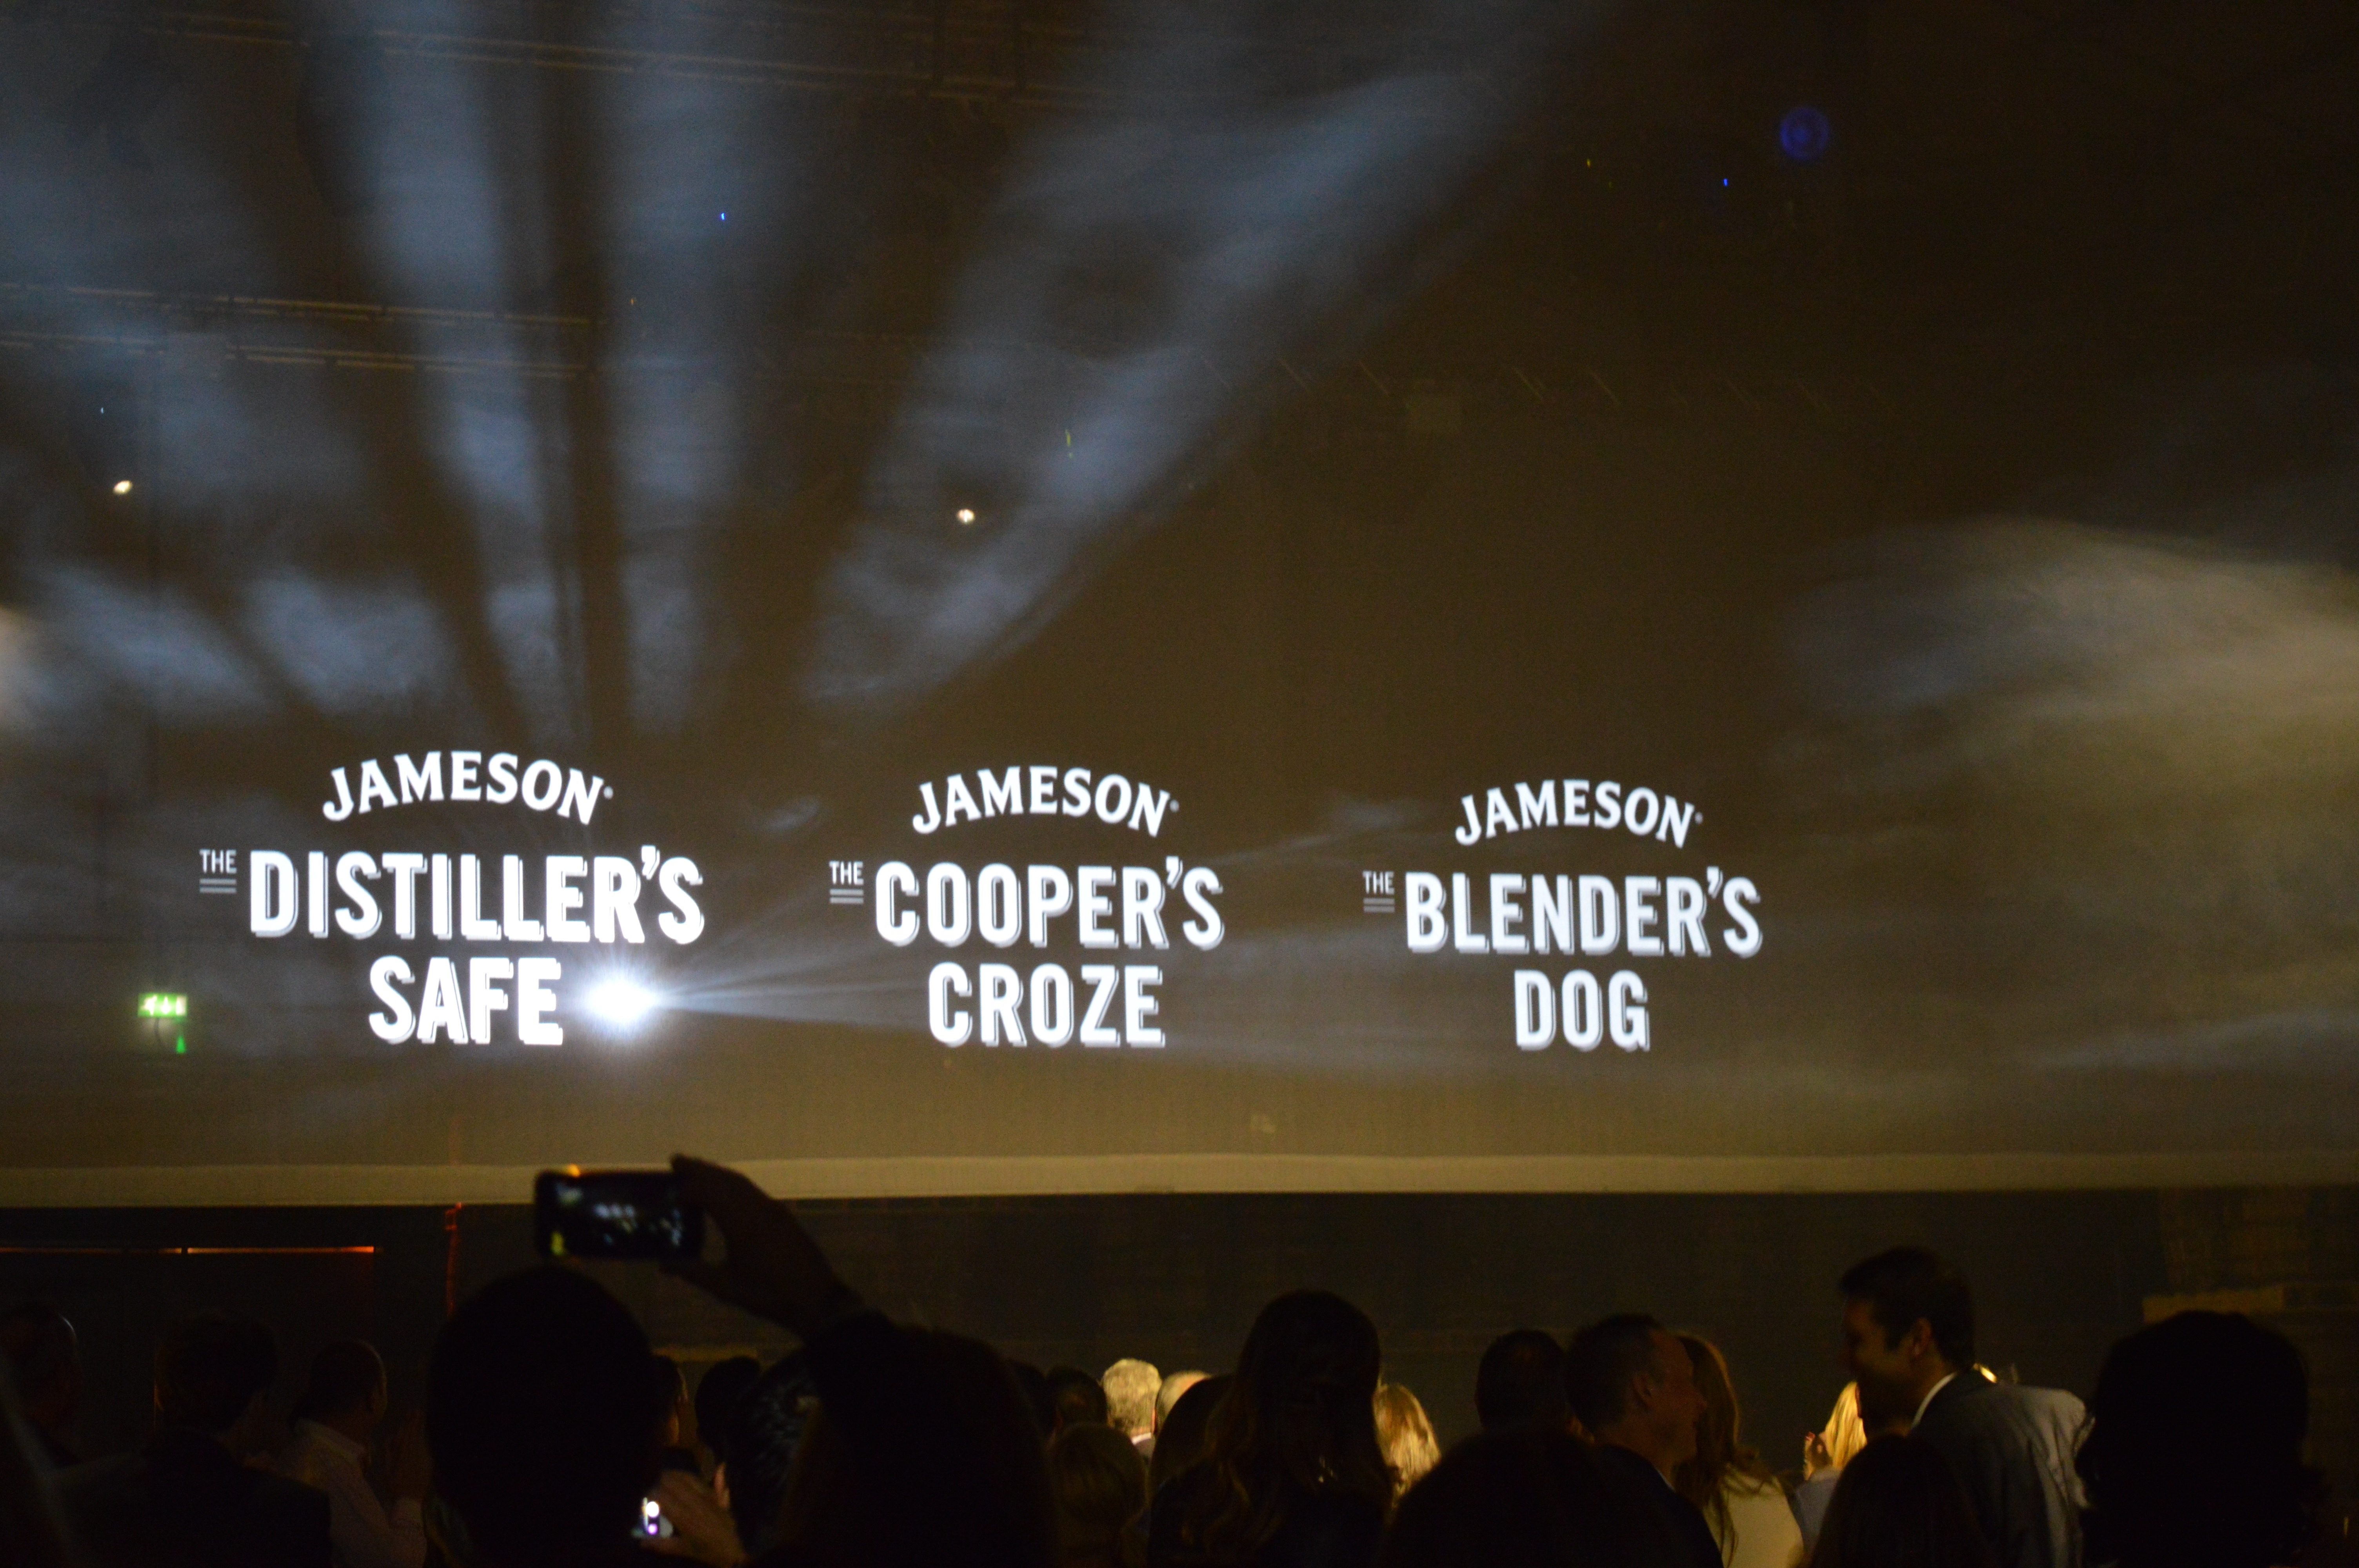 JAMESON
THE DISTILLER'S
SAFE
JAMESON
THE COOPER'S
CROZE
JAMESON
THE BLENDER'S
DOG